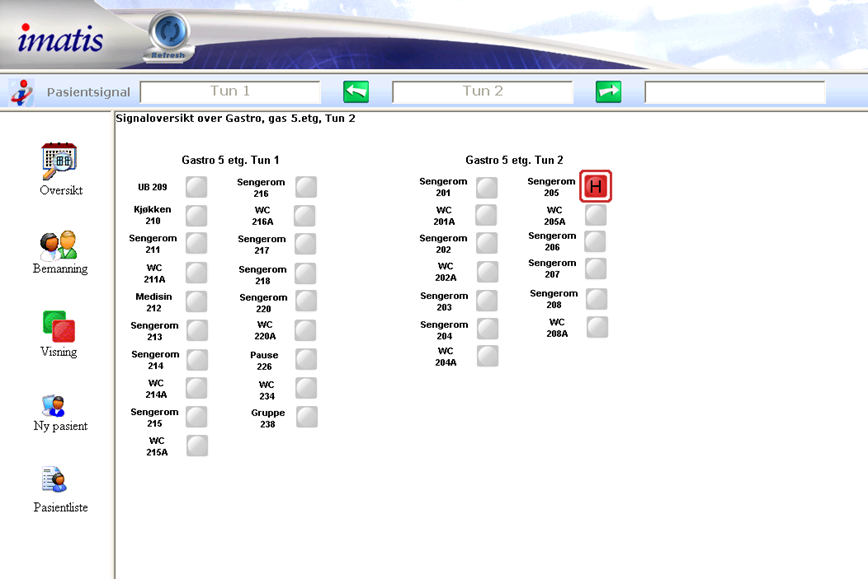 imatis
Refresh
Pasientsignal
Tun 1
Tun 2
Signaloversikt over Gastro, gas 5.etg, Tun 2
Oversikt
Bemanning
Visning
Ny pasient
Pasientliste
Gastro 5 etg. Tun 1
UB 209
Kjøkken
210
Sengerom
211
WC
211A
Medisin
212
Sengerom
213
Sengerom
214
WC
214A
Sengerom
215
WC
215A
Sengerom
216
WC
216A
Sengerom
217
Sengerom
218
Sengerom
220
WC
220A
Pause
226
WC
234
Gruppe
238
Gastro 5 etg. Tun 2
Sengerom
201
WC
201A
Sengerom
202
WC
202A
Sengerom
203
Sengerom
204
WC
204A
Sengerom
205
H
WC
205A
Sengerom
206
Sengerom
207
Sengerom
208
WC
208A